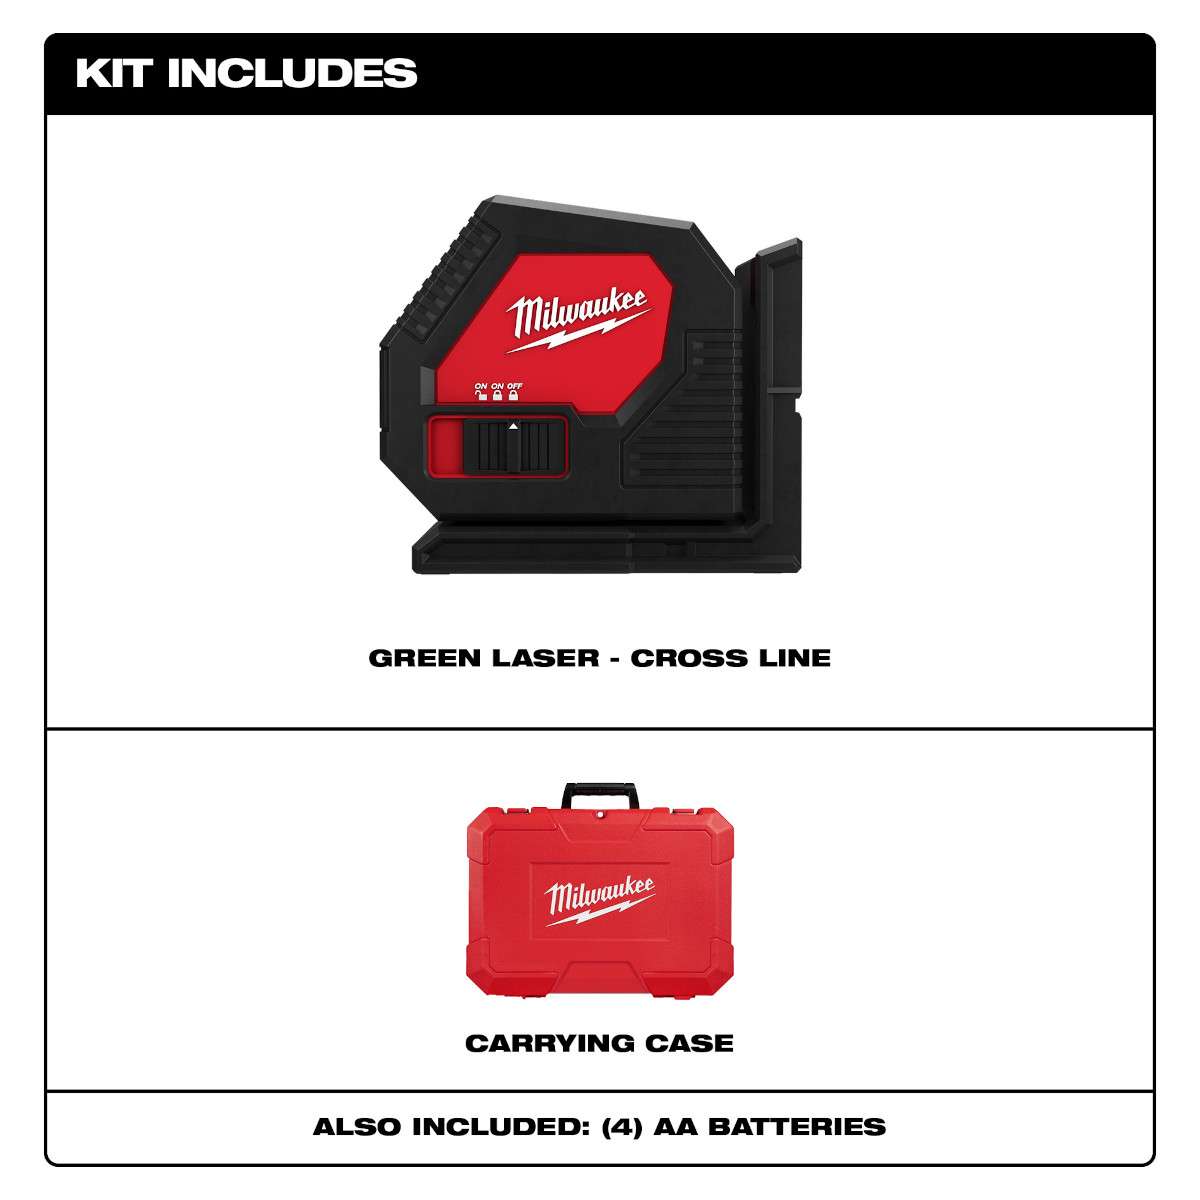 KIT INCLUDES
Milwaukee
ON ON OFF
GREEN LASER - CROSS LINE
Milwaukee
CARRYING CASE
ALSO INCLUDED: (4) AA BATTERIES